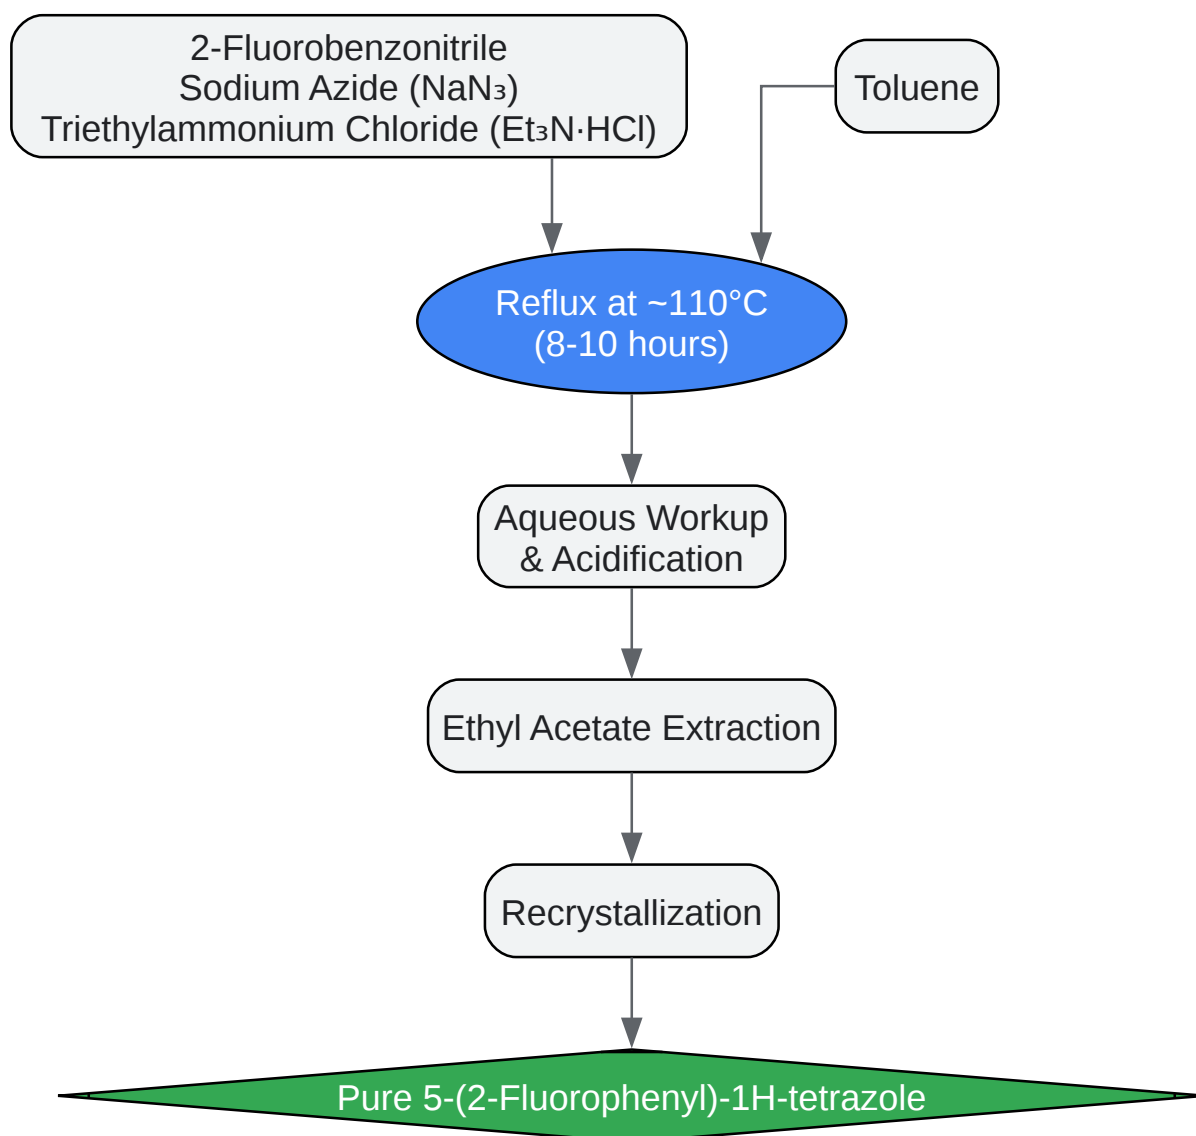 2-Fluorobenzonitrile
Sodium Azide (NaN₃)
Triethylammonium Chloride (Et₃N·HCl)
Toluene
Reflux at ~110°C
(8-10 hours)
Aqueous Workup
& Acidification
Ethyl Acetate Extraction
Recrystallization
Pure 5-(2-Fluorophenyl)-1H-tetrazole